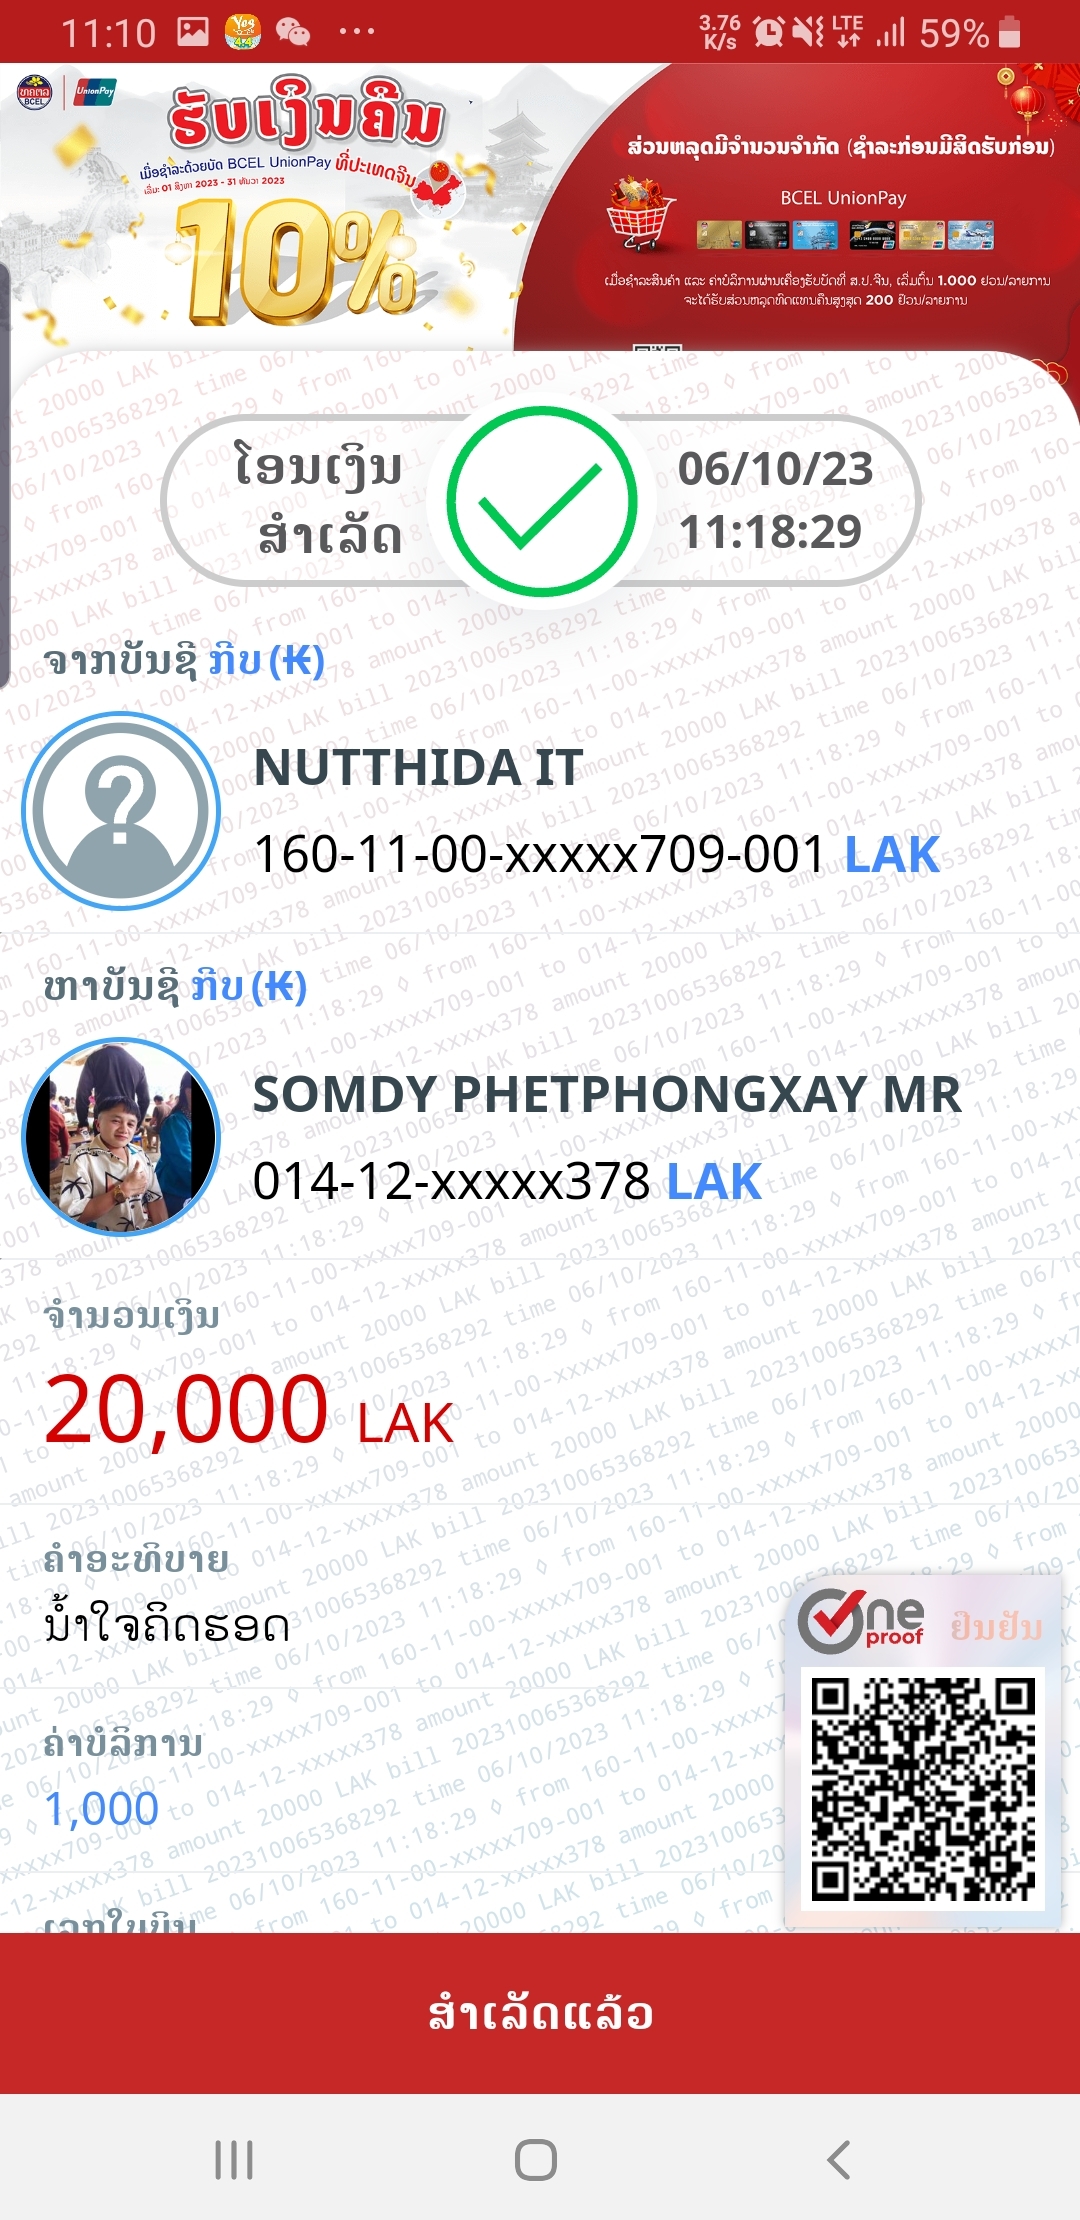 11:10
3.76
K/s
LTE
59%
BCEL
UnionPay
ຮັບເງິນຄືນ
ເມື່ອຊຳລະດ້ວຍບັດ BCEL UnionPay ທີ່ປະເທດຈີນ
ເລີ່ມ: 01 ສິງຫາ 2023 - 31 ທັນວາ 2023
10%
ສ່ວນຫລຸດມີຈຳນວນຈຳກັດ (ຊຳລະກ່ອນມີສິດຮັບກ່ອນ)
BCEL UnionPay
ເມື່ອຊຳລະສິນຄ້າ ແລະ ຄ່າບໍລິການຜ່ານເຄື່ອງຮັບບັດທີ່ ສ.ປ.ຈີນ, ເລີ່ມຕົ້ນ 1.000 ຢວນ/ລາຍການ
ຈະໄດ້ຮັບສ່ວນຫລຸດທົດແທນຄືນສູງສຸດ 200 ຢວນ/ລາຍການ
ໂອນເງິນ
ສຳເລັດ
06/10/23
11:18:29
ຈາກບັນຊີ ກີບ (₭)
NUTTHIDA IT
160-11-00-xxxxx709-001 LAK
ຫາບັນຊີ ກີບ (₭)
SOMDY PHETPHONGXAY MR
014-12-xxxxx378 LAK
ຈຳນວນເງິນ
20,000 LAK
ຄຳອະທິບາຍ
ນ້ຳໃຈຄິດຮອດ
One
proof
ຢືນຢັນ
ຄ່າບໍລິການ
1,000
ເລກໃບບິນ
ສຳເລັດແລ້ວ